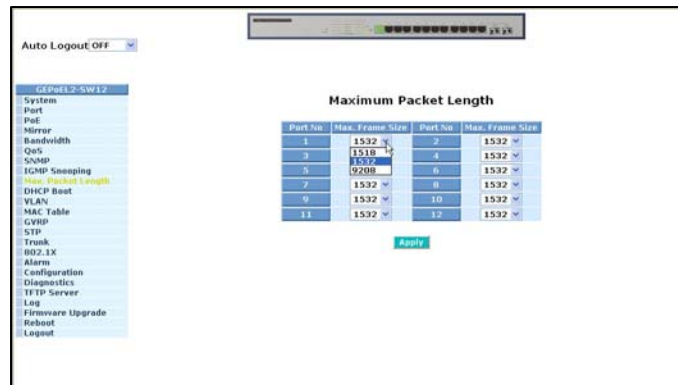 Auto Logout OFF
GEPoEL2-SW12
System
Port
PoE
Mirror
Bandwidth
QoS
SNMP
IGMP Snooping
Max. Packet Length
DHCP Boot
VLAN
MAC Table
GVRP
STP
Trunk
802.1X
Alarm
Configuration
Diagnostics
TFTP Server
Log
Firmware Upgrade
Reboot
Logout
Maximum Packet Length
Port No Max. Frame Size Port No Max. Frame Size
1 1532 2 1532
3 1518 4 1532
1532
5 9208 6 1532
7 1532 8 1532
9 1532 10 1532
11 1532 12 1532
Apply